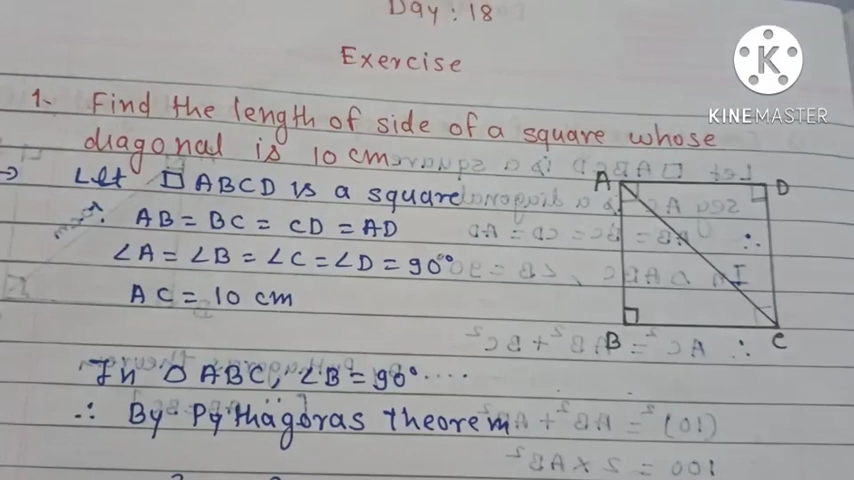 Day : 18
Exercise
KINEMASTER
1. Find the length of side of a square whose
diagonal is 10 cm
→ Let □ ABCD is a square
A D
∴ AB = BC = CD = AD
∠A = ∠B = ∠C = ∠D = 90°
AC = 10 cm
B C
In △ ABC, ∠B = 90° ....
∴ By Pythagoras theorem